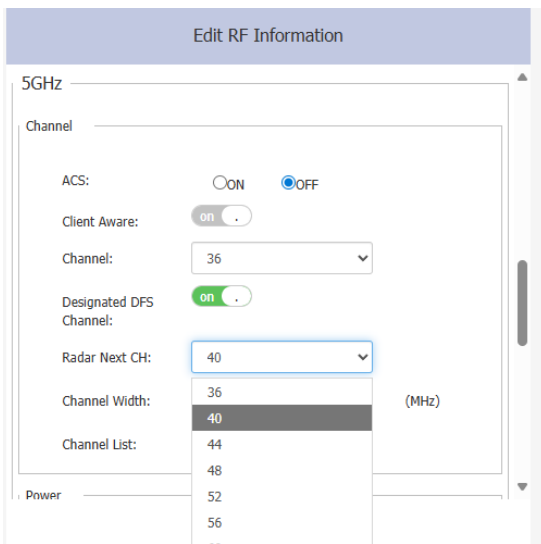 Edit RF Information
5GHz
Channel
ACS: ON OFF
Client Aware: on .
Channel: 36
Designated DFS on .
Channel:
Radar Next CH: 40
36
Channel Width: (MHz)
40
Channel List: 44
48
Power 52
56